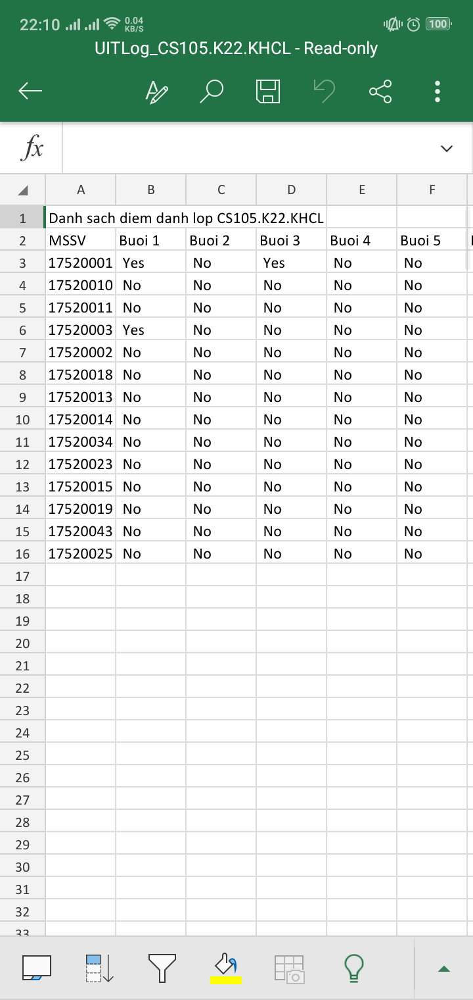 22:10 0.04 KB/S 100
UITLog_CS105.K22.KHCL - Read-only
fx
A B C D E F
1 Danh sach diem danh lop CS105.K22.KHCL
2 MSSV Buoi 1 Buoi 2 Buoi 3 Buoi 4 Buoi 5
3 17520001 Yes No Yes No No
4 17520010 No No No No No
5 17520011 No No No No No
6 17520003 Yes No No No No
7 17520002 No No No No No
8 17520018 No No No No No
9 17520013 No No No No No
10 17520014 No No No No No
11 17520034 No No No No No
12 17520023 No No No No No
13 17520015 No No No No No
14 17520019 No No No No No
15 17520043 No No No No No
16 17520025 No No No No No
17
18
19
20
21
22
23
24
25
26
27
28
29
30
31
32
33